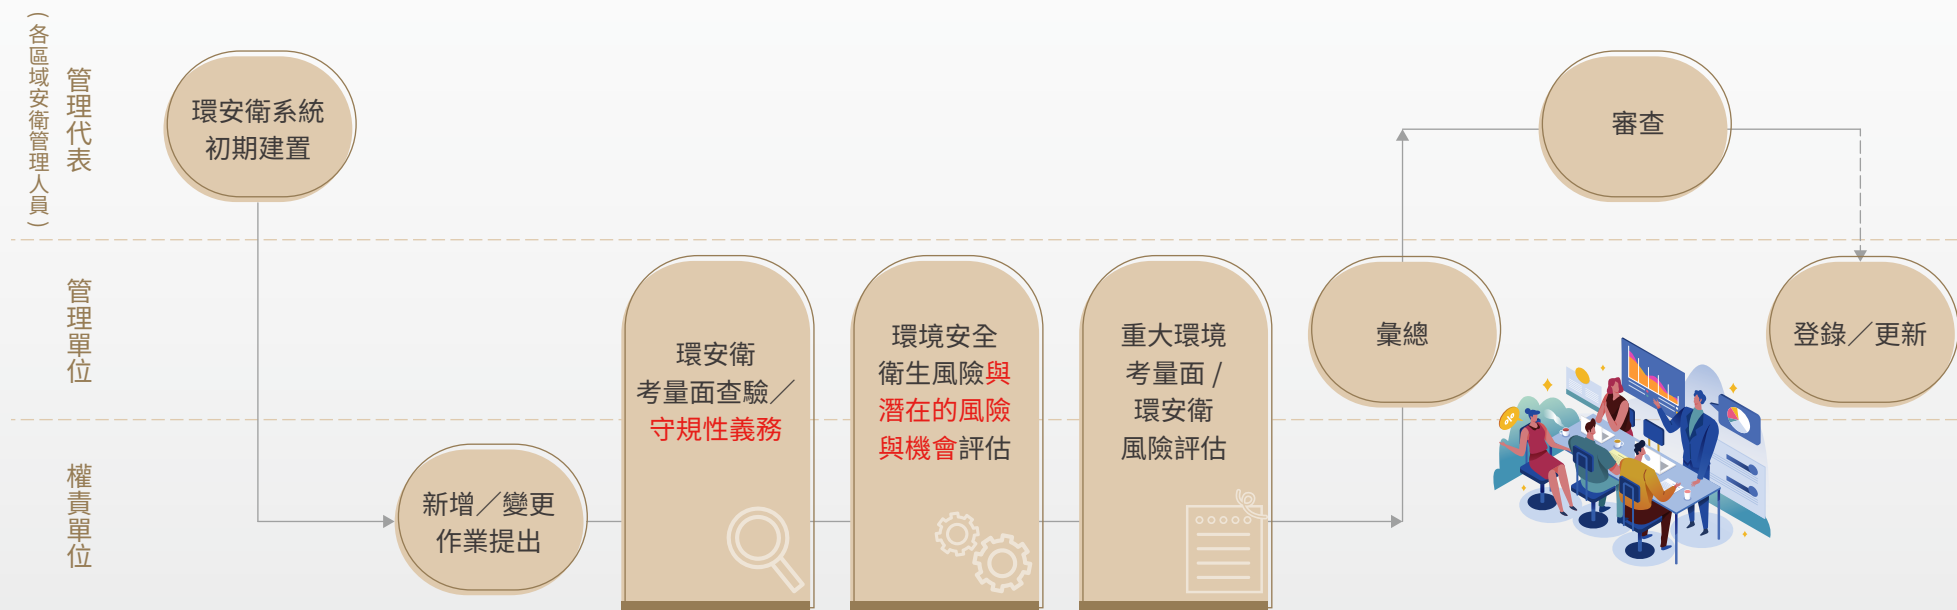 管理代表
（各區域安衛管理人員）
環安衛系統
初期建置
審查
管理單位
環安衛
考量面查驗／
守規性義務
環境安全
衛生風險與
潛在的風險
與機會評估
重大環境
考量面 /
環安衛
風險評估
彙總
登錄／更新
權責單位
新增／變更
作業提出